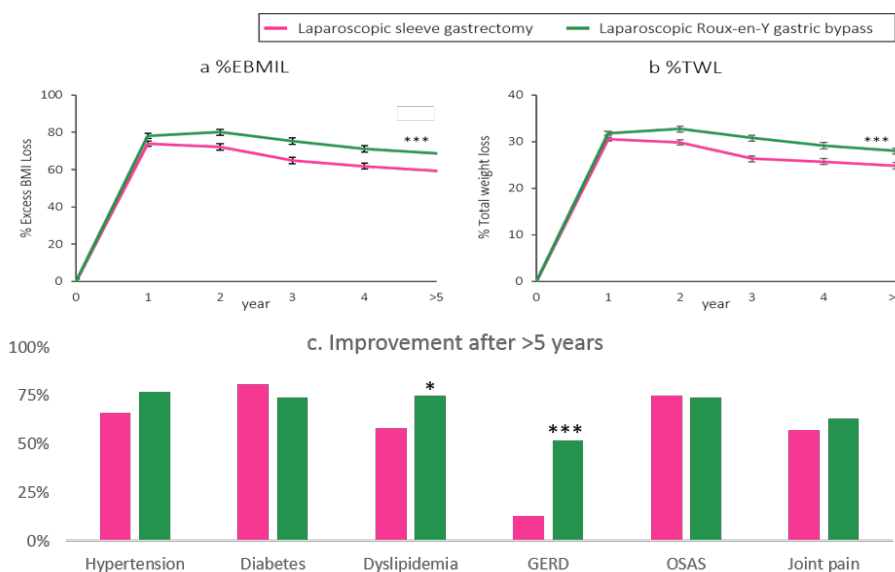 Laparoscopic sleeve gastrectomy Laparoscopic Roux-en-Y gastric bypass
a %EBMIL
% Excess BMI Loss
100
80
60
40
20
0
***
0 1 2 3 4 >5
year
b %TWL
% Total weight loss
40
30
20
10
0
***
0 1 2 3 4 >
year
c. Improvement after >5 years
100%
75%
50%
25%
0%
*
***
Hypertension Diabetes Dyslipidemia GERD OSAS Joint pain